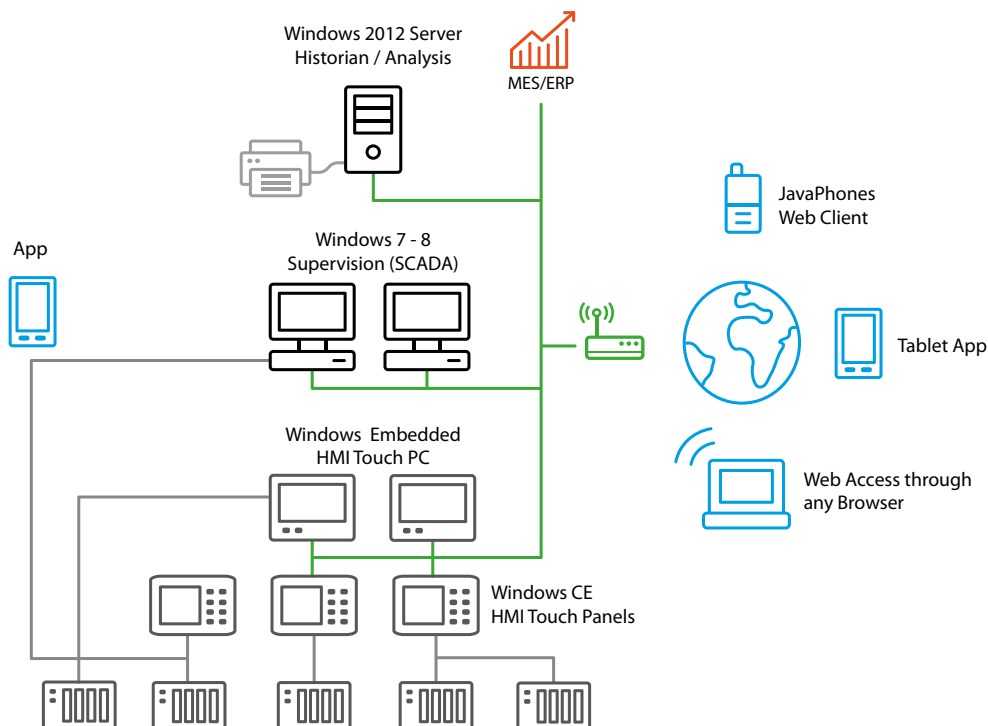 Windows 2012 Server
Historian / Analysis
MES/ERP
JavaPhones
Web Client
App
Windows 7 - 8
Supervision (SCADA)
Tablet App
Windows Embedded
HMI Touch PC
Web Access through
any Browser
Windows CE
HMI Touch Panels